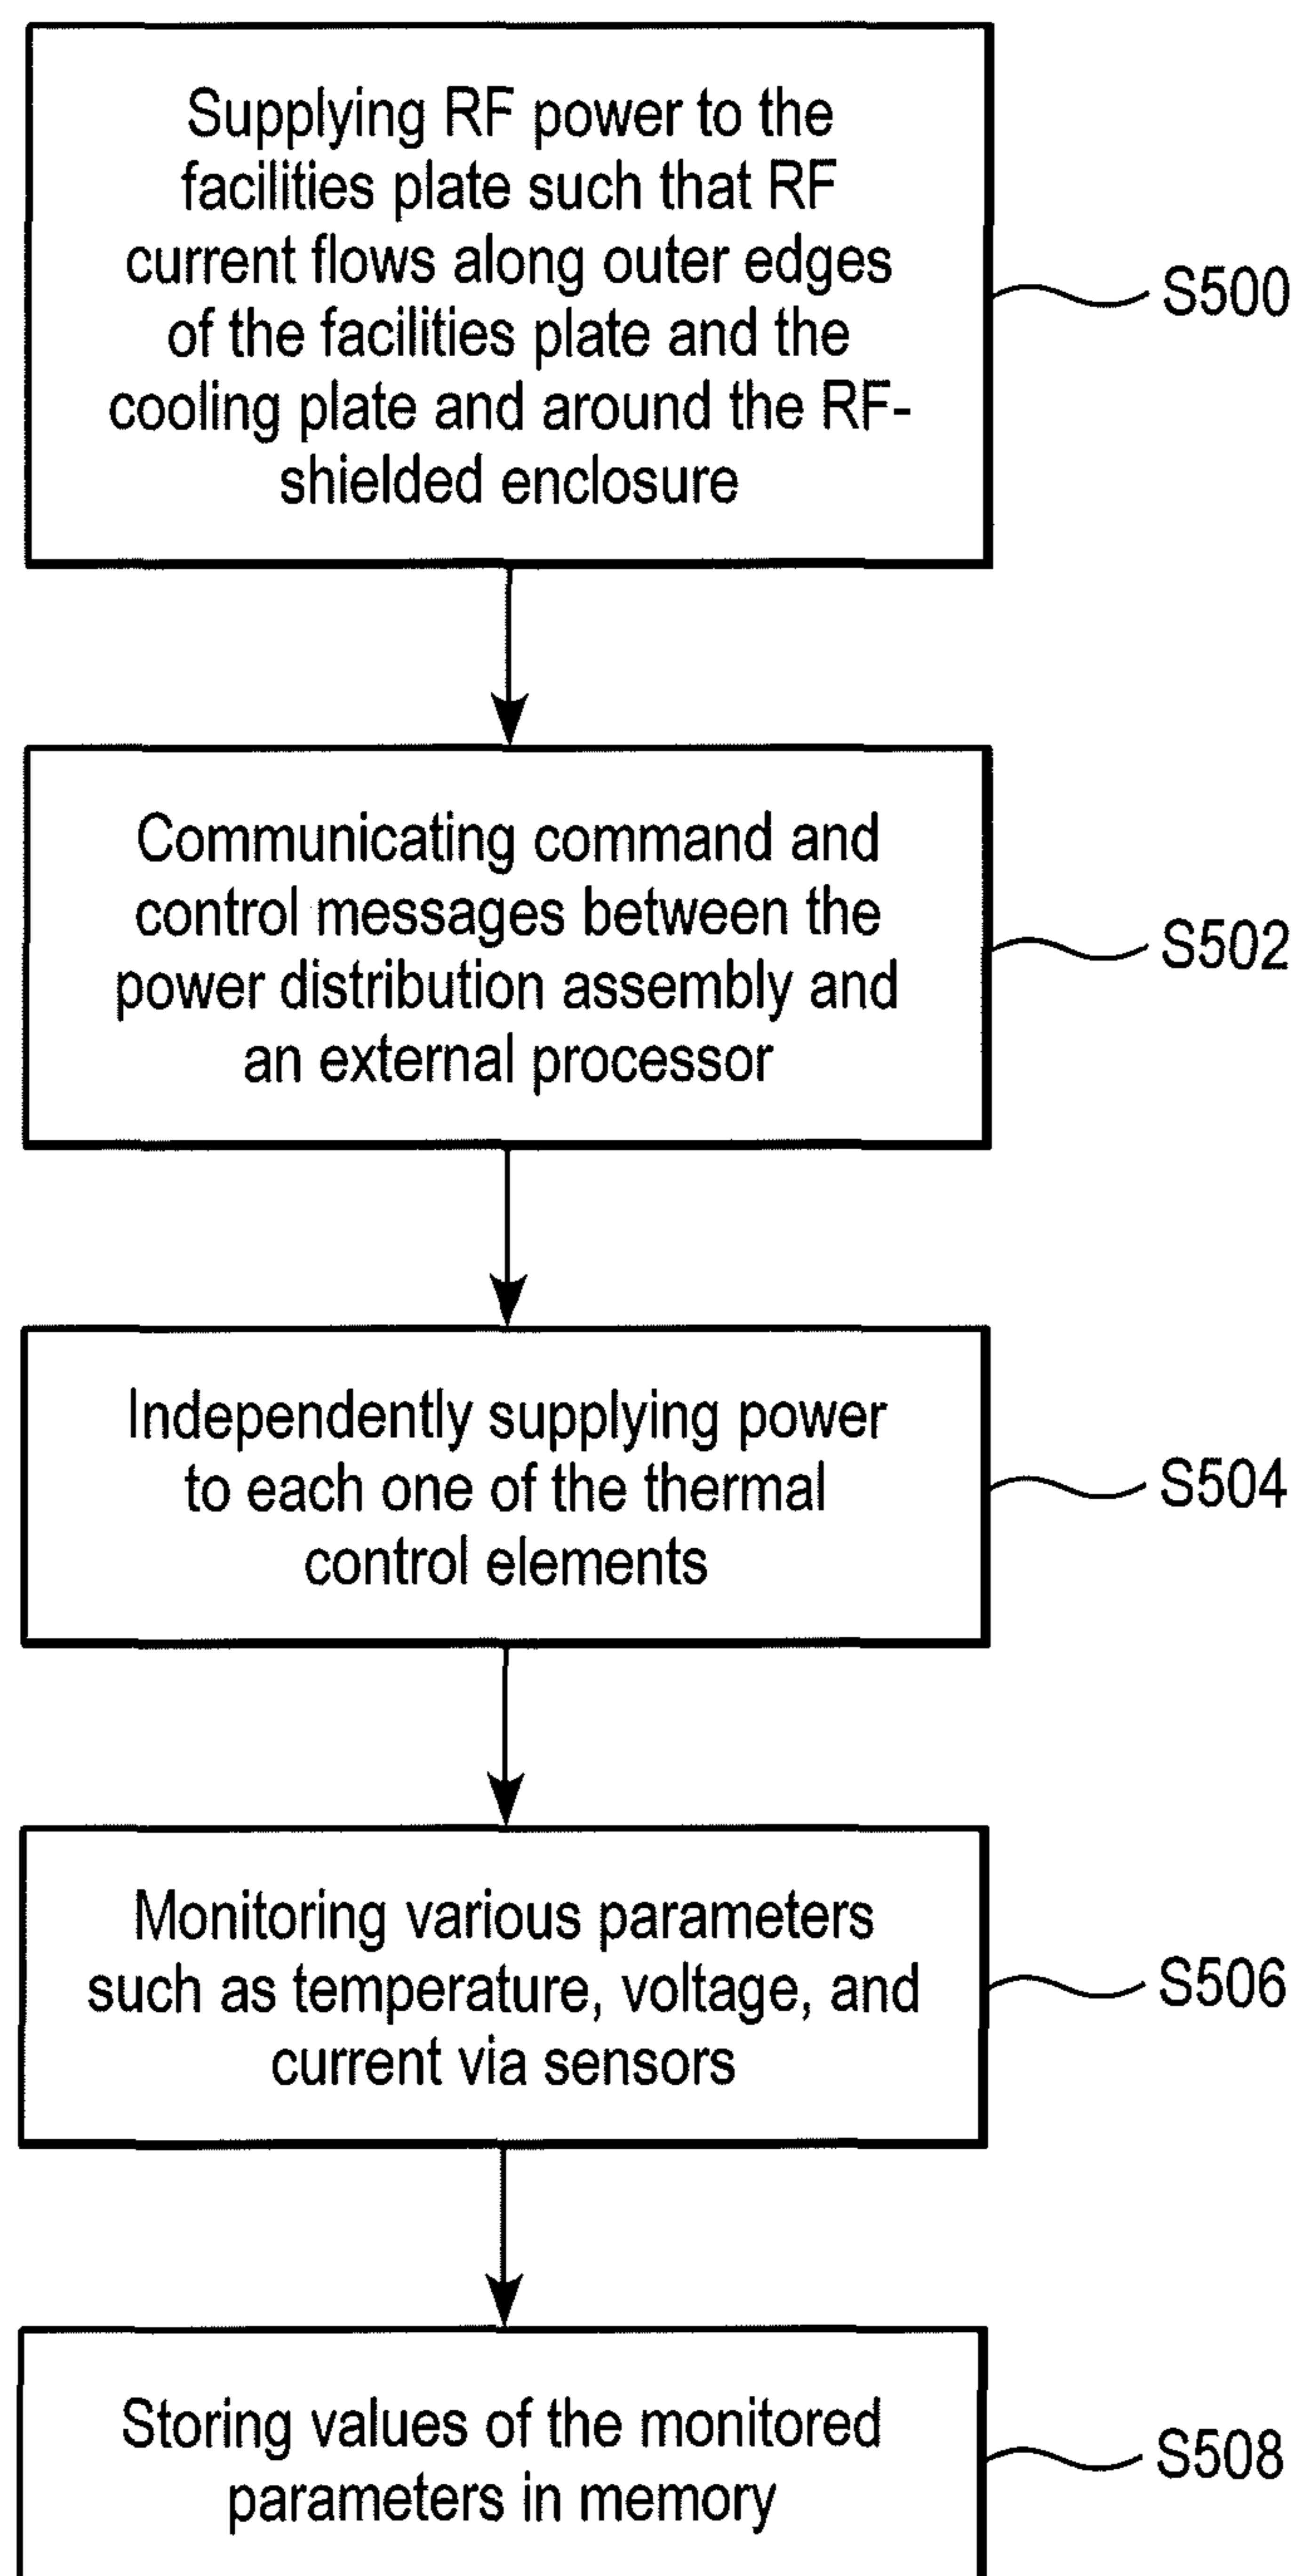 Supplying RF power to the
facilities plate such that RF
current flows along outer edges
of the facilities plate and the
cooling plate and around the RF-
shielded enclosure
S500
Communicating command and
control messages between the
power distribution assembly and
an external processor
S502
Independently supplying power
to each one of the thermal
control elements
S504
Monitoring various parameters
such as temperature, voltage, and
current via sensors
S506
Storing values of the monitored
parameters in memory
S508